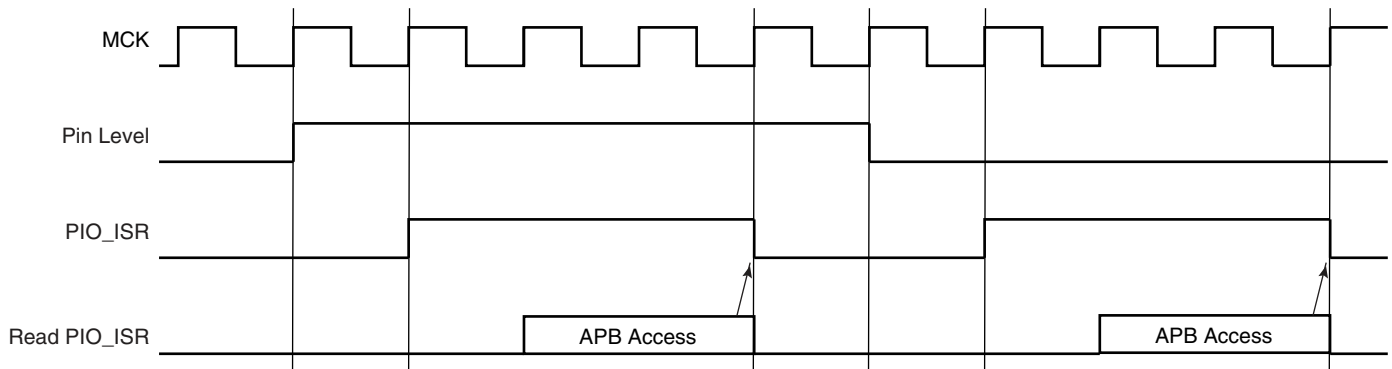 MCK
Pin Level
PIO_ISR
Read PIO_ISR
APB Access
APB Access